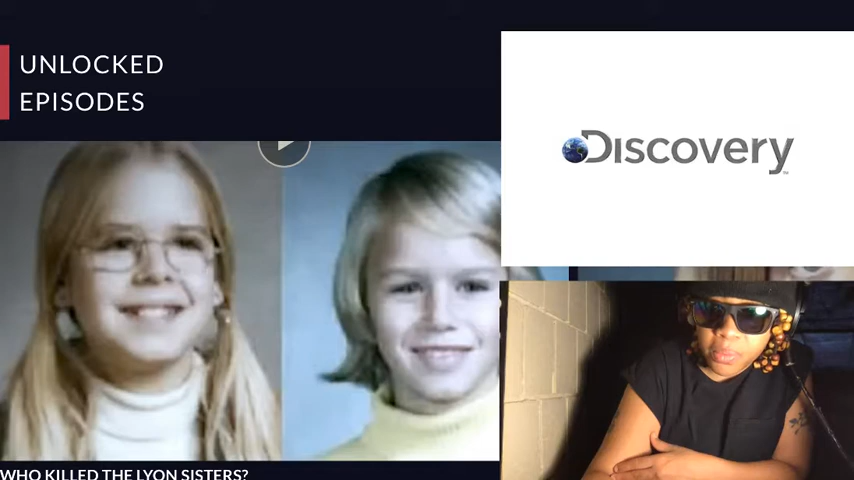 UNLOCKED
EPISODES
Discovery
WHO KILLED THE LYON SISTERS?